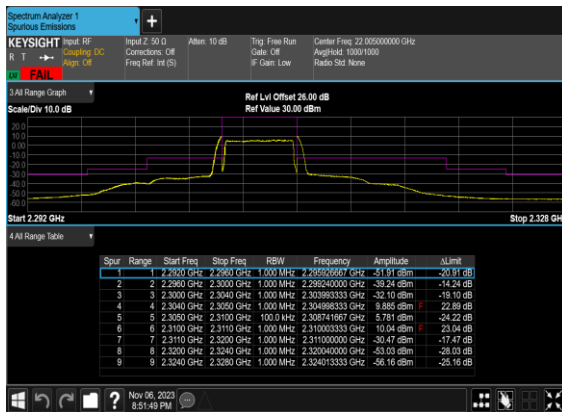 Spectrum Analyzer 1
Spurious Emissions
KEYSIGHT Input: RF Input Z: 50 Ω Atten: 10 dB Trig: Free Run Center Freq: 22.005000000 GHz
R T Coupling: DC Corrections: Off Gate: Off Avg|Hold: 1000/1000
Align: Off Freq Ref: Int (S) IF Gain: Low Radio Std: None
FAIL
3 All Range Graph
Ref Lvl Offset 26.00 dB
Scale/Div 10.0 dB Ref Value 30.00 dBm
20.0
10.0
0.00
-10.0
-20.0
-30.0
-40.0
-50.0
-60.0
Start 2.292 GHz Stop 2.328 GH
4 All Range Table
Spur Range Start Freq Stop Freq RBW Frequency Amplitude ΔLimit
1 1 2.2920 GHz 2.2960 GHz 1.000 MHz 2.295926667 GHz -51.91 dBm -20.91 dB
2 2 2.2960 GHz 2.3000 GHz 1.000 MHz 2.299240000 GHz -39.24 dBm -14.24 dB
3 3 2.3000 GHz 2.3040 GHz 1.000 MHz 2.303993333 GHz -32.10 dBm -19.10 dB
4 4 2.3040 GHz 2.3050 GHz 1.000 MHz 2.304998333 GHz 9.885 dBm F 22.89 dB
5 5 2.3050 GHz 2.3100 GHz 100.0 kHz 2.308741667 GHz 5.781 dBm -24.22 dB
6 6 2.3100 GHz 2.3110 GHz 1.000 MHz 2.310003333 GHz 10.04 dBm F 23.04 dB
7 7 2.3110 GHz 2.3200 GHz 1.000 MHz 2.311000000 GHz -30.47 dBm -17.47 dB
8 8 2.3200 GHz 2.3240 GHz 1.000 MHz 2.320040000 GHz -53.03 dBm -28.03 dB
9 9 2.3240 GHz 2.3280 GHz 1.000 MHz 2.324013333 GHz -56.16 dBm -25.16 dB
Nov 06, 2023
8:51:49 PM